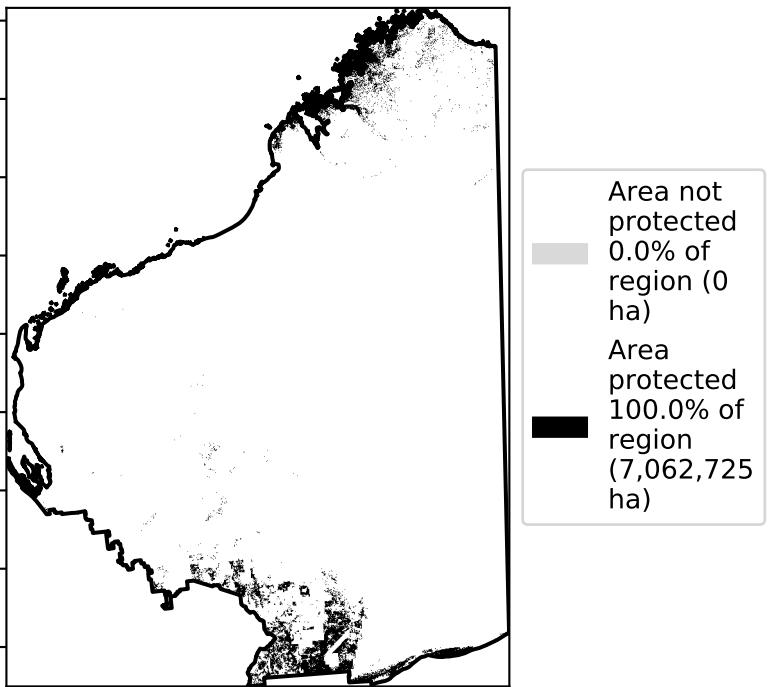 Area not
protected
0.0% of
region (0
ha)
Area
protected
100.0% of
region
(7,062,725
ha)